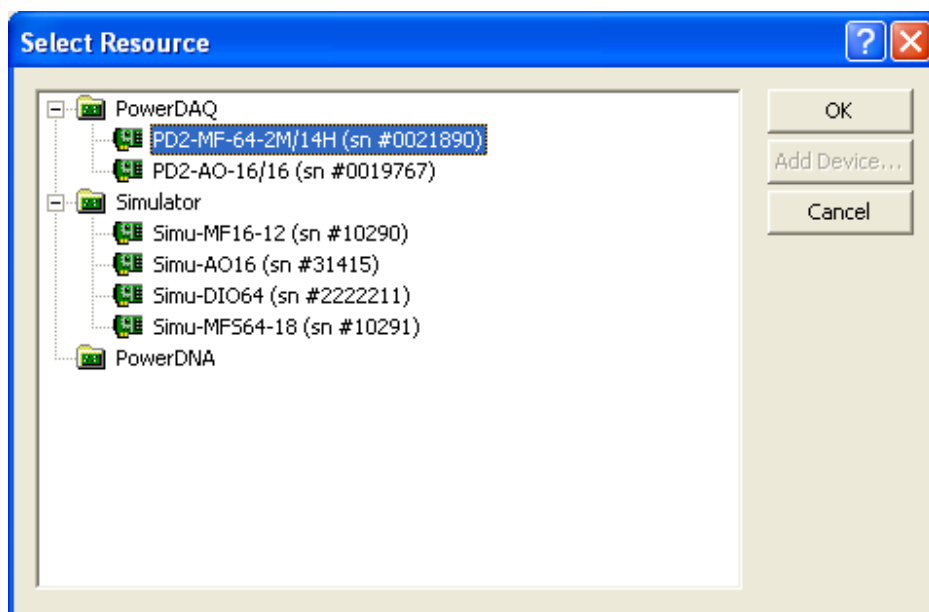 Select Resource
PowerDAQ
PD2-MF-64-2M/14H (sn #0021890)
PD2-AO-16/16 (sn #0019767)
Simulator
Simu-MF16-12 (sn #10290)
Simu-AO16 (sn #31415)
Simu-DIO64 (sn #2222211)
Simu-MFS64-18 (sn #10291)
PowerDNA
OK
Add Device...
Cancel